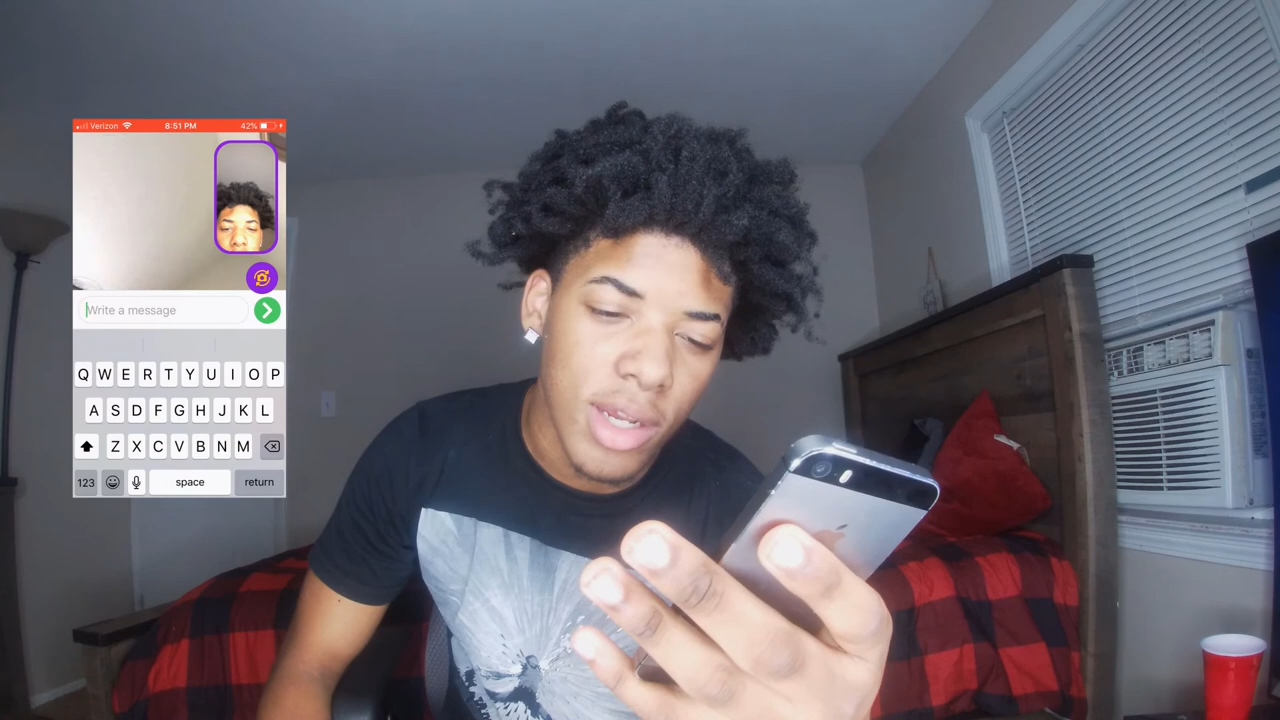 Verizon 8:51 PM 42%
Write a message
Q W E R T Y U I O P
A S D F G H J K L
Z X C V B N M
123 space return